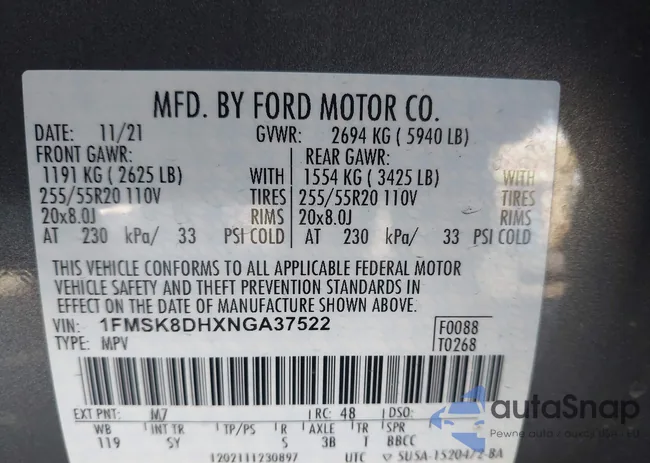 MFD. BY FORD MOTOR CO.
DATE: 11/21 GVWR: 2694 KG ( 5940 LB)
FRONT GAWR: REAR GAWR:
1191 KG ( 2625 LB) WITH 1554 KG ( 3425 LB) WITH
255/55R20 110V TIRES 255/55R20 110V TIRES
20x8.0J RIMS 20x8.0J RIMS
AT 230 kPa/ 33 PSI COLD AT 230 kPa/ 33 PSI COLD
THIS VEHICLE CONFORMS TO ALL APPLICABLE FEDERAL MOTOR
VEHICLE SAFETY AND THEFT PREVENTION STANDARDS IN
EFFECT ON THE DATE OF MANUFACTURE SHOWN ABOVE.
VIN: 1FMSK8DHXNGA37522 F0088
TYPE: MPV T0268
EXT PNT: M7 RC: 48 DSO:
WB INT TR TP/PS R AXLE TR SPR
119 SY S 3B T BBCC
1202111230897 UTC
autoSnap